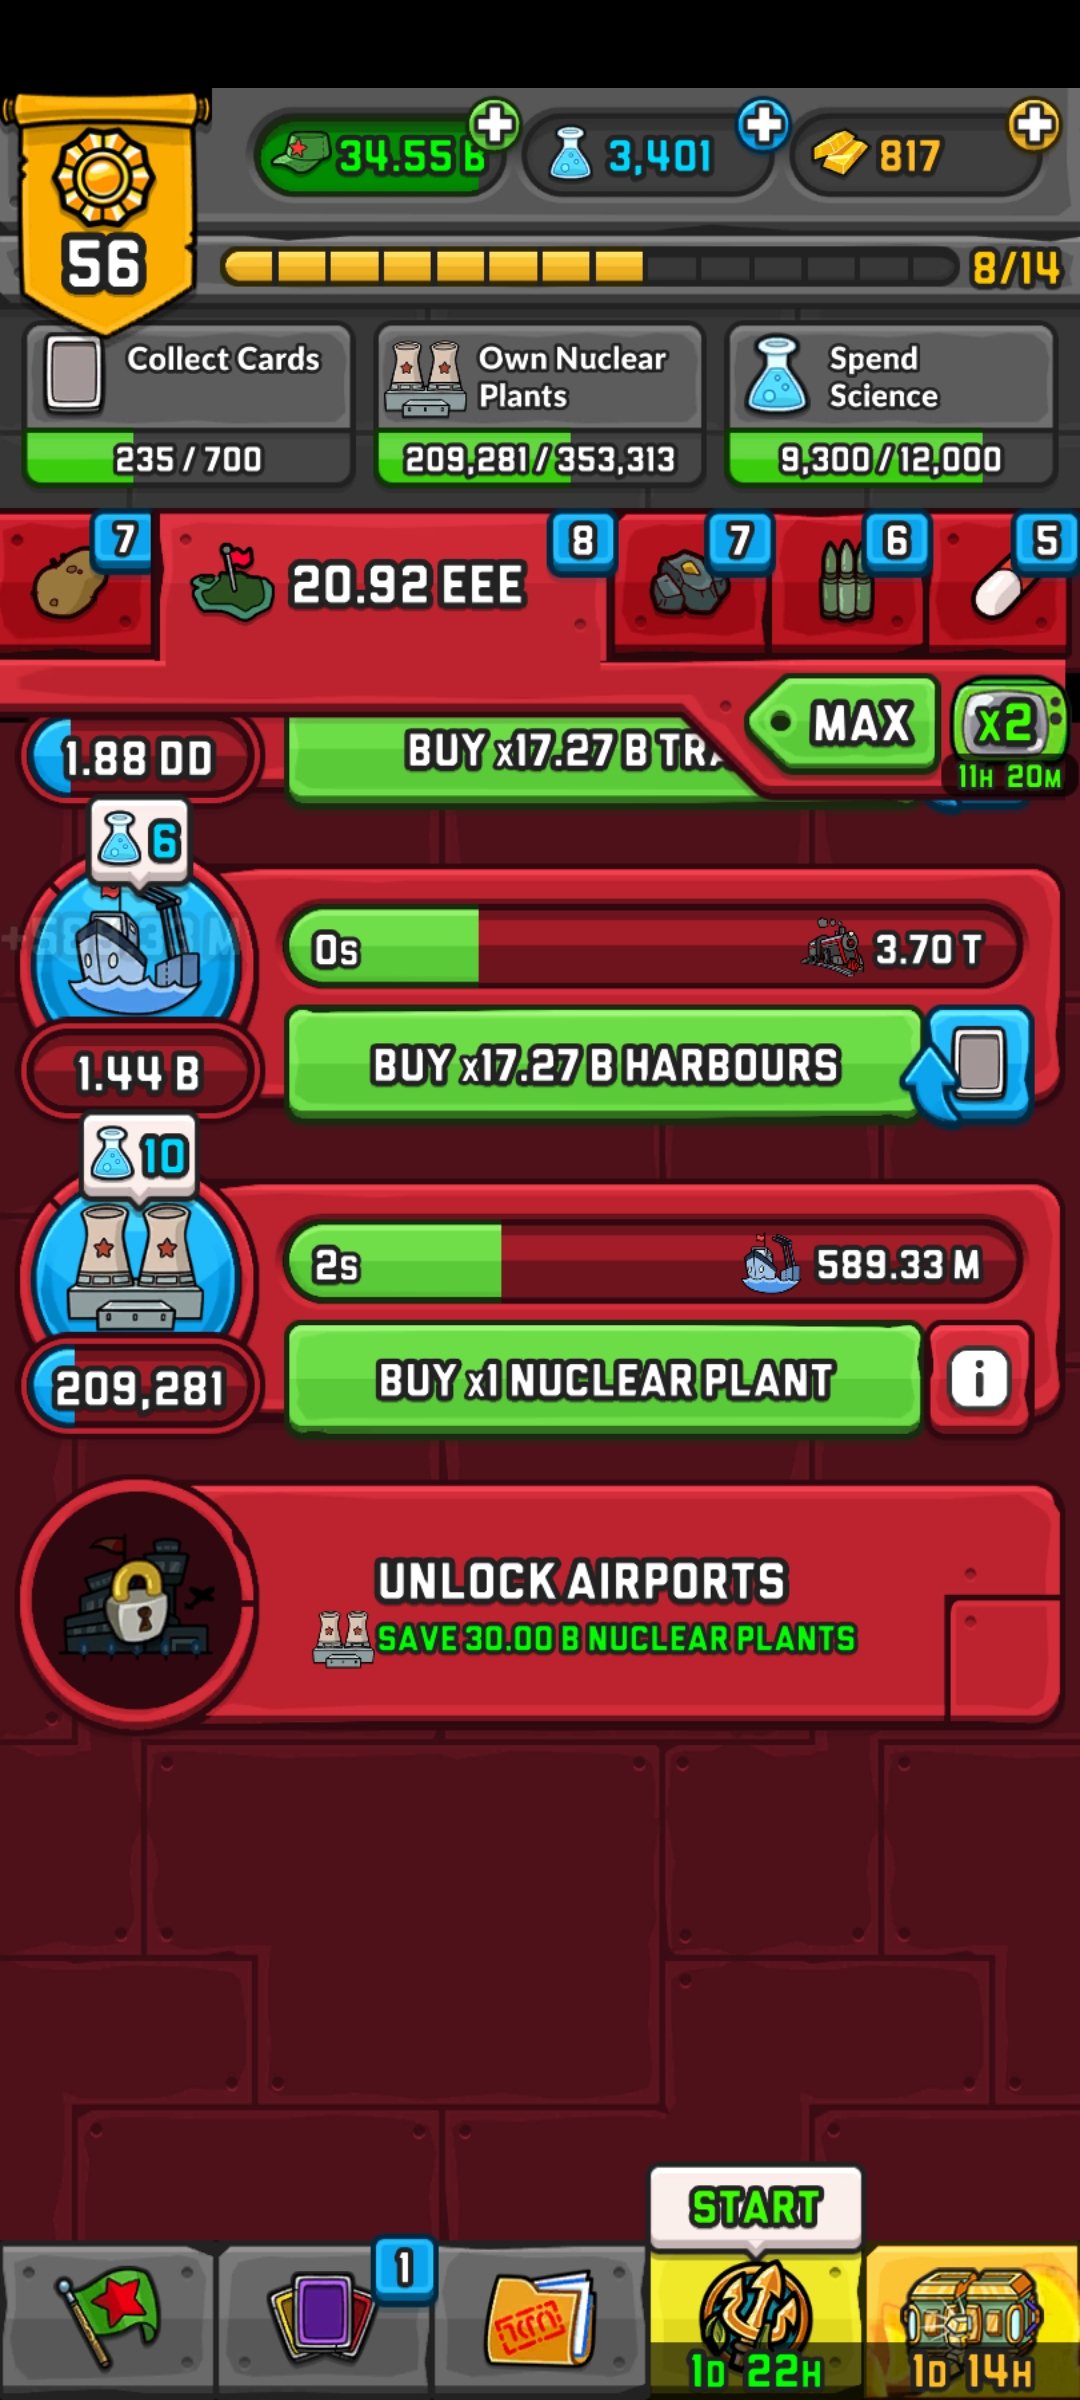 56
34.55 B
3,401
817
8/14
Collect Cards
235 / 700
Own Nuclear
Plants
209,281 / 353,313
Spend
Science
9,300 / 12,000
7
20.92 EEE
8
7
6
5
MAX
x2
11H 20M
1.88 DD
BUY x17.27 B TRA
6
+589.33 M
0s
3.70 T
1.44 B
BUY x17.27 B HARBOURS
10
2s
589.33 M
209,281
BUY x1 NUCLEAR PLANT
i
UNLOCK AIRPORTS
SAVE 30.00 B NUCLEAR PLANTS
START
1
1D 22H
1D 14H